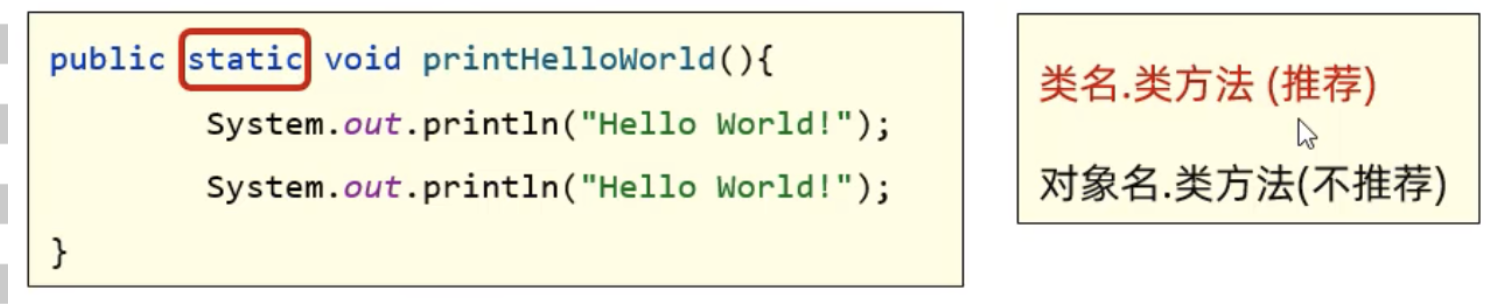 public static void printHelloWorld(){
System.out.println("Hello World!");
System.out.println("Hello World!");
}
类名.类方法 (推荐)
对象名.类方法(不推荐)